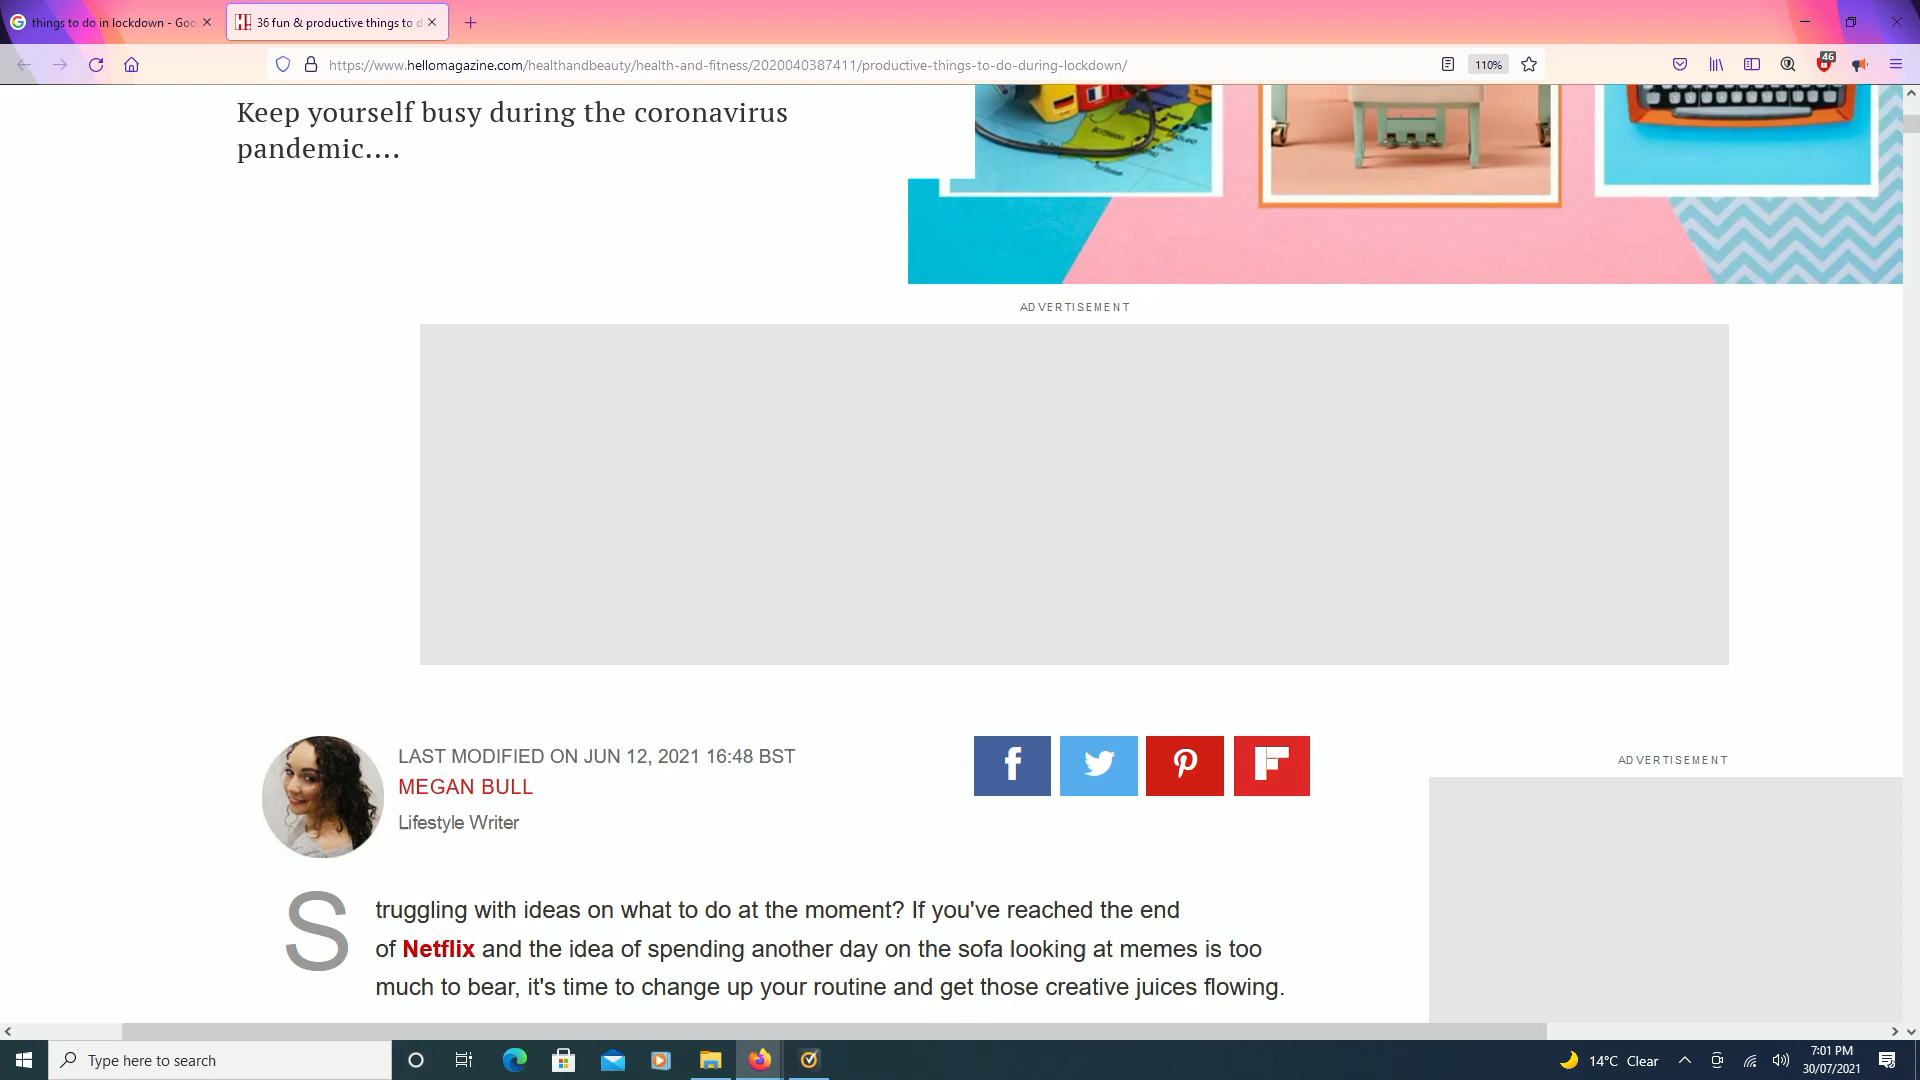 things to do in lockdown - Goo
36 fun & productive things to d
https://www.hellomagazine.com/healthandbeauty/health-and-fitness/2020040387411/productive-things-to-do-during-lockdown/
110%
46
Keep yourself busy during the coronavirus
pandemic....
BOTSWANA
ADVERTISEMENT
LAST MODIFIED ON JUN 12, 2021 16:48 BST
MEGAN BULL
Lifestyle Writer
ADVERTISEMENT
Struggling with ideas on what to do at the moment? If you've reached the end
of Netflix and the idea of spending another day on the sofa looking at memes is too
much to bear, it's time to change up your routine and get those creative juices flowing.
Type here to search
14°C Clear
7:01 PM
30/07/2021